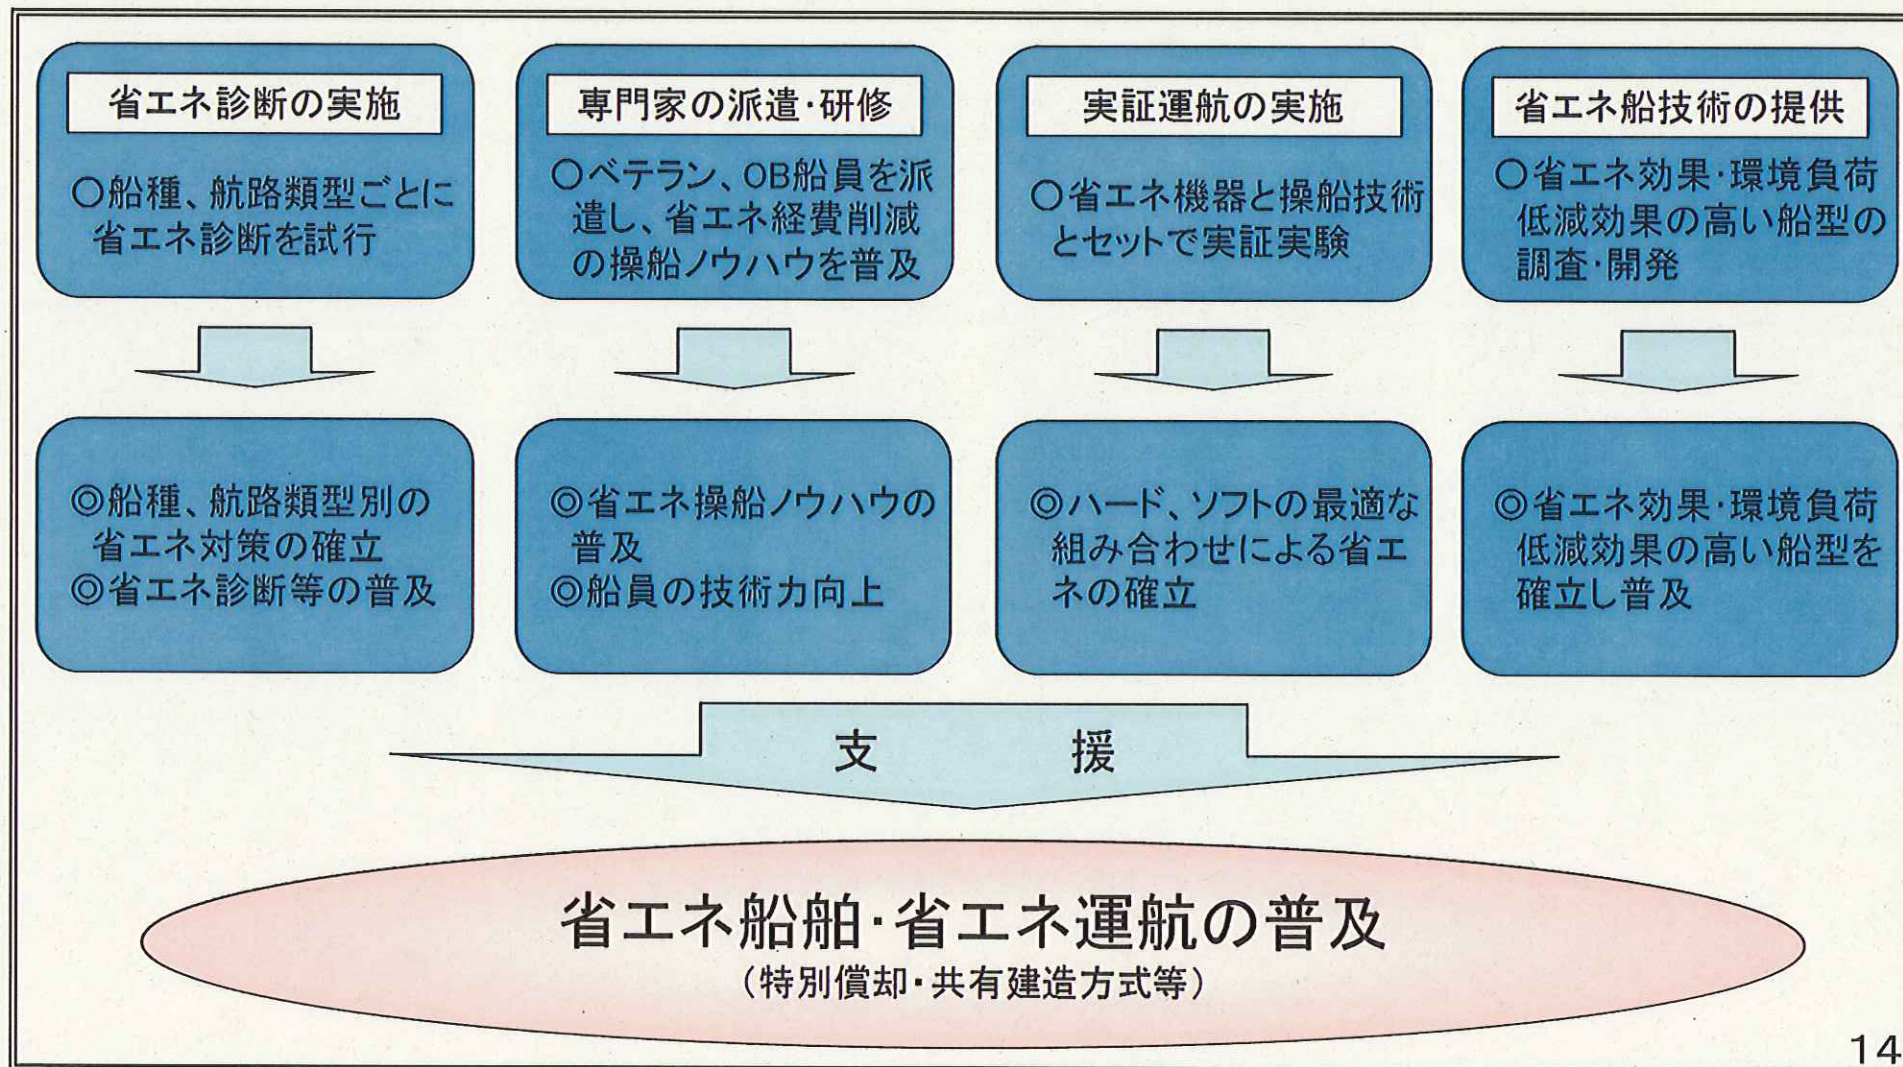 省エネ診断の実施
○船種、航路類型ごとに
省エネ診断を試行
専門家の派遣・研修
○ベテラン、OB船員を派
遣し、省エネ経費削減
の操船ノウハウを普及
実証運航の実施
○省エネ機器と操船技術
とセットで実証実験
省エネ船技術の提供
○省エネ効果・環境負荷
低減効果の高い船型の
調査・開発
◎船種、航路類型別の
省エネ対策の確立
◎省エネ診断等の普及
◎省エネ操船ノウハウの
普及
◎船員の技術力向上
◎ハード、ソフトの最適な
組み合わせによる省エ
ネの確立
◎省エネ効果・環境負荷
低減効果の高い船型を
確立し普及
支 援
省エネ船舶・省エネ運航の普及
（特別償却・共有建造方式等）
14